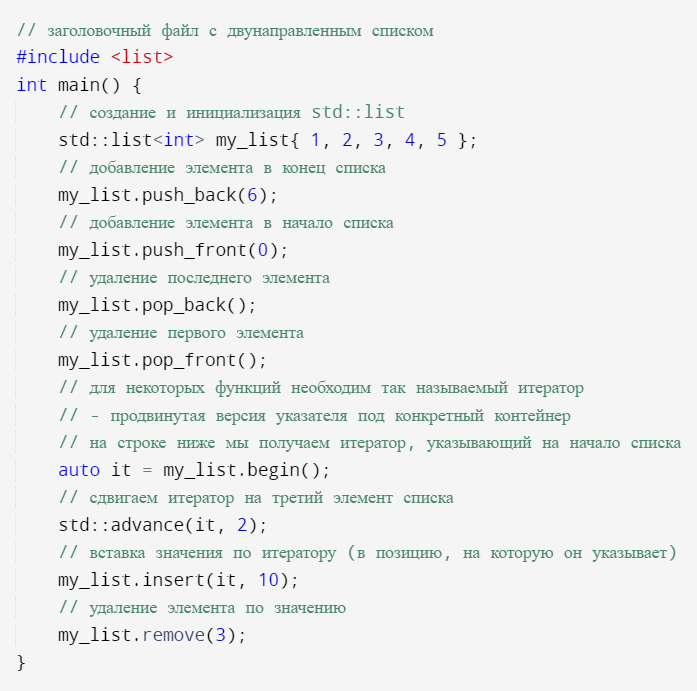 // заголовочный файл с двунаправленным списком
#include <list>
int main() {
    // создание и инициализация std::list
    std::list<int> my_list{ 1, 2, 3, 4, 5 };
    // добавление элемента в конец списка
    my_list.push_back(6);
    // добавление элемента в начало списка
    my_list.push_front(0);
    // удаление последнего элемента
    my_list.pop_back();
    // удаление первого элемента
    my_list.pop_front();
    // для некоторых функций необходим так называемый итератор
    // - продвинутая версия указателя под конкретный контейнер
    // на строке ниже мы получаем итератор, указывающий на начало списка
    auto it = my_list.begin();
    // сдвигаем итератор на третий элемент списка
    std::advance(it, 2);
    // вставка значения по итератору (в позицию, на которую он указывает)
    my_list.insert(it, 10);
    // удаление элемента по значению
    my_list.remove(3);
}